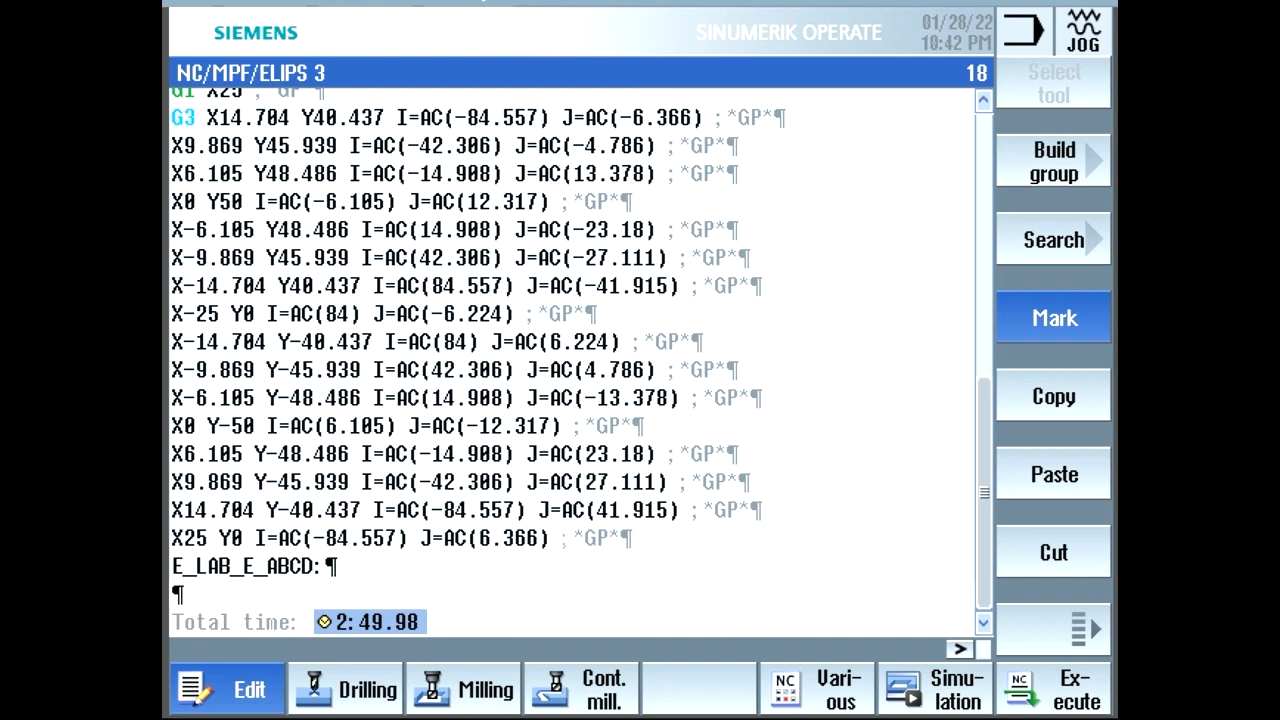 SIEMENS
SINUMERIK OPERATE
01/28/22
10:42 PM
JOG
NC/MPF/ELIPS 3
18
G1 X25 ; *GP*¶
G3 X14.704 Y40.437 I=AC(-84.557) J=AC(-6.366) ;*GP*¶
X9.869 Y45.939 I=AC(-42.306) J=AC(-4.786) ;*GP*¶
X6.105 Y48.486 I=AC(-14.908) J=AC(13.378) ;*GP*¶
X0 Y50 I=AC(-6.105) J=AC(12.317) ;*GP*¶
X-6.105 Y48.486 I=AC(14.908) J=AC(-23.18) ;*GP*¶
X-9.869 Y45.939 I=AC(42.306) J=AC(-27.111) ;*GP*¶
X-14.704 Y40.437 I=AC(84.557) J=AC(-41.915) ;*GP*¶
X-25 Y0 I=AC(84) J=AC(-6.224) ;*GP*¶
X-14.704 Y-40.437 I=AC(84) J=AC(6.224) ;*GP*¶
X-9.869 Y-45.939 I=AC(42.306) J=AC(4.786) ;*GP*¶
X-6.105 Y-48.486 I=AC(14.908) J=AC(-13.378) ;*GP*¶
X0 Y-50 I=AC(6.105) J=AC(-12.317) ;*GP*¶
X6.105 Y-48.486 I=AC(-14.908) J=AC(23.18) ;*GP*¶
X9.869 Y-45.939 I=AC(-42.306) J=AC(27.111) ;*GP*¶
X14.704 Y-40.437 I=AC(-84.557) J=AC(41.915) ;*GP*¶
X25 Y0 I=AC(-84.557) J=AC(6.366) ;*GP*¶
E_LAB_E_ABCD:¶
¶
Total time: 2:49.98
Select
tool
Build
group
Search
Mark
Copy
Paste
Cut
>
Edit
Drilling
Milling
Cont.
mill.
NC
Vari-
ous
Simu-
lation
NC
Ex-
ecute